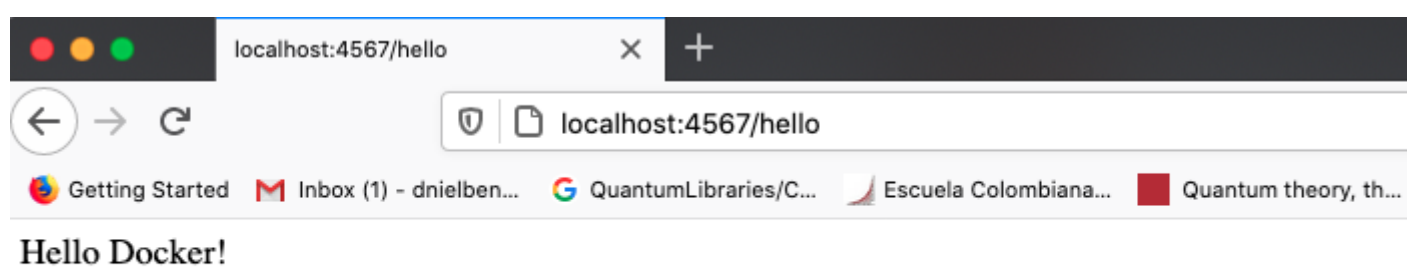 localhost:4567/hello
localhost:4567/hello
Getting Started Inbox (1) - dnielben... QuantumLibraries/C... Escuela Colombiana... Quantum theory, th...
Hello Docker!